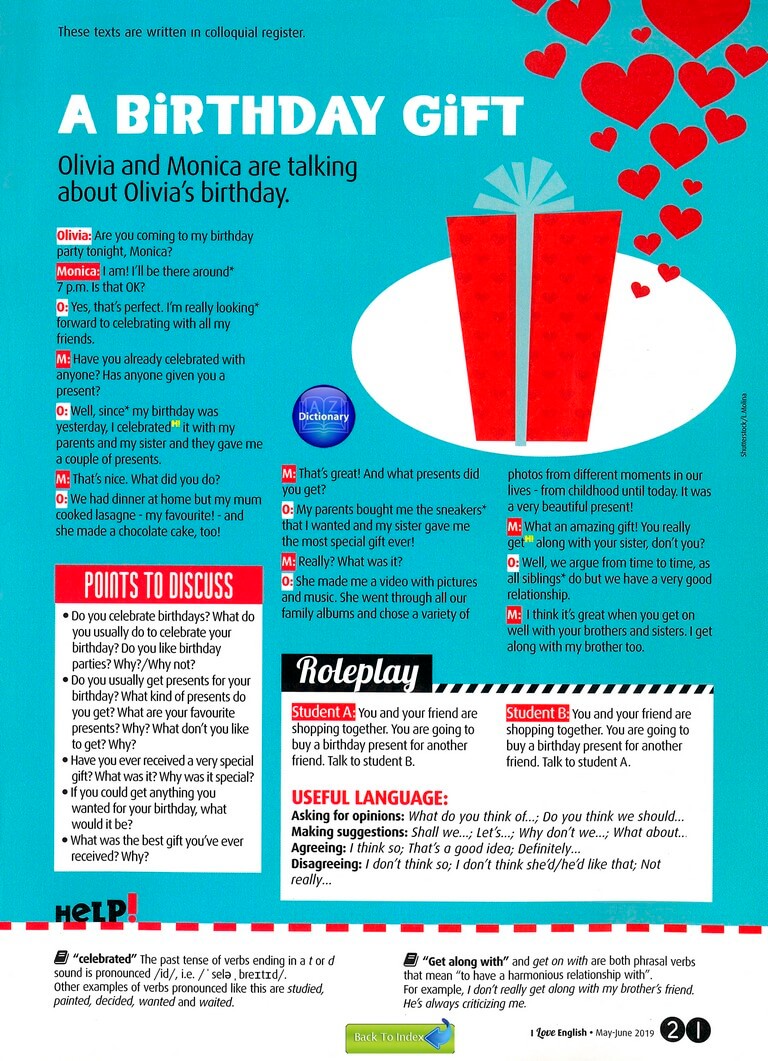 These texts are written in colloquial register.
A BiRTHDAY GiFT
Olivia and Monica are talking
about Olivia's birthday.
Olivia: Are you coming to my birthday
party tonight, Monica?
Monica: I am! I'll be there around*
7 p.m. Is that OK?
O: Yes, that's perfect. I'm really looking*
forward to celebrating with all my
friends.
M: Have you already celebrated with
anyone? Has anyone given you a
present?
O: Well, since* my birthday was
yesterday, I celebrated H! it with my
parents and my sister and they gave me
a couple of presents.
M: That's nice. What did you do?
O: We had dinner at home but my mum
cooked lasagne - my favourite! - and
she made a chocolate cake, too!
AZ
Dictionary
M: That's great! And what presents did
you get?
O: My parents bought me the sneakers*
that I wanted and my sister gave me
the most special gift ever!
M: Really? What was it?
O: She made me a video with pictures
and music. She went through all our
family albums and chose a variety of
photos from different moments in our
lives - from childhood until today. It was
a very beautiful present!
M: What an amazing gift! You really
get H! along with your sister, don't you?
O: Well, we argue from time to time, as
all siblings* do but we have a very good
relationship.
M: I think it's great when you get on
well with your brothers and sisters. I get
along with my brother too.
Shutterstock/L.Molina
POINTS TO DISCUSS
• Do you celebrate birthdays? What do
you usually do to celebrate your
birthday? Do you like birthday
parties? Why?/Why not?
• Do you usually get presents for your
birthday? What kind of presents do
you get? What are your favourite
presents? Why? What don't you like
to get? Why?
• Have you ever received a very special
gift? What was it? Why was it special?
• If you could get anything you
wanted for your birthday, what
would it be?
• What was the best gift you've ever
received? Why?
Roleplay
Student A: You and your friend are
shopping together. You are going to
buy a birthday present for another
friend. Talk to student B.
Student B: You and your friend are
shopping together. You are going to
buy a birthday present for another
friend. Talk to student A.
USEFUL LANGUAGE:
Asking for opinions: What do you think of...; Do you think we should...
Making suggestions: Shall we...; Let's...; Why don't we...; What about...
Agreeing: I think so; That's a good idea; Definitely...
Disagreeing: I don't think so; I don't think she'd/he'd like that; Not
really...
HeLP!
"celebrated" The past tense of verbs ending in a t or d
sound is pronounced /id/, i.e. /ˈselə ˌbreɪtɪd/.
Other examples of verbs pronounced like this are studied,
painted, decided, wanted and waited.
"Get along with" and get on with are both phrasal verbs
that mean "to have a harmonious relationship with".
For example, I don't really get along with my brother's friend.
He's always criticizing me.
Back To Index
I Love English • May-June 2019 21